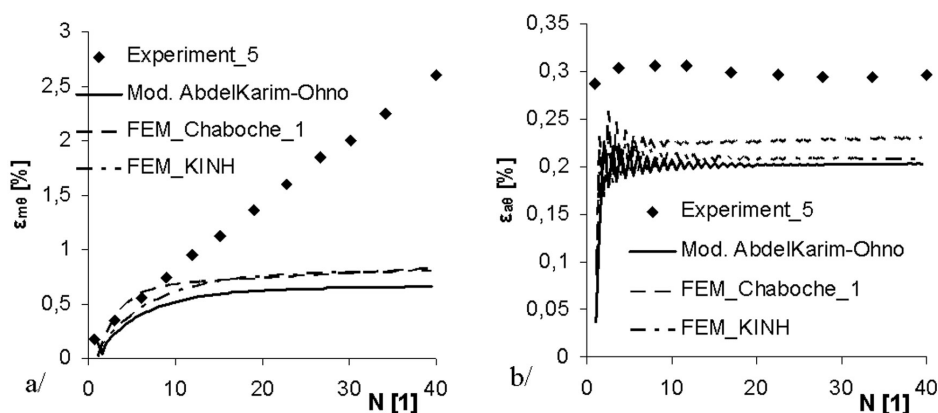 3
2,5
2
1,5
1
0,5
0
εmθ [%]
Experiment_5
Mod. AbdelKarim-Ohno
FEM_Chaboche_1
FEM_KINH
0
10
20
30
40
a/
N [1]
0,35
0,3
0,25
0,2
0,15
0,1
0,05
0
εaθ [%]
Experiment_5
Mod. AbdelKarim-Ohno
FEM_Chaboche_1
FEM_KINH
0
10
20
30
40
b/
N [1]